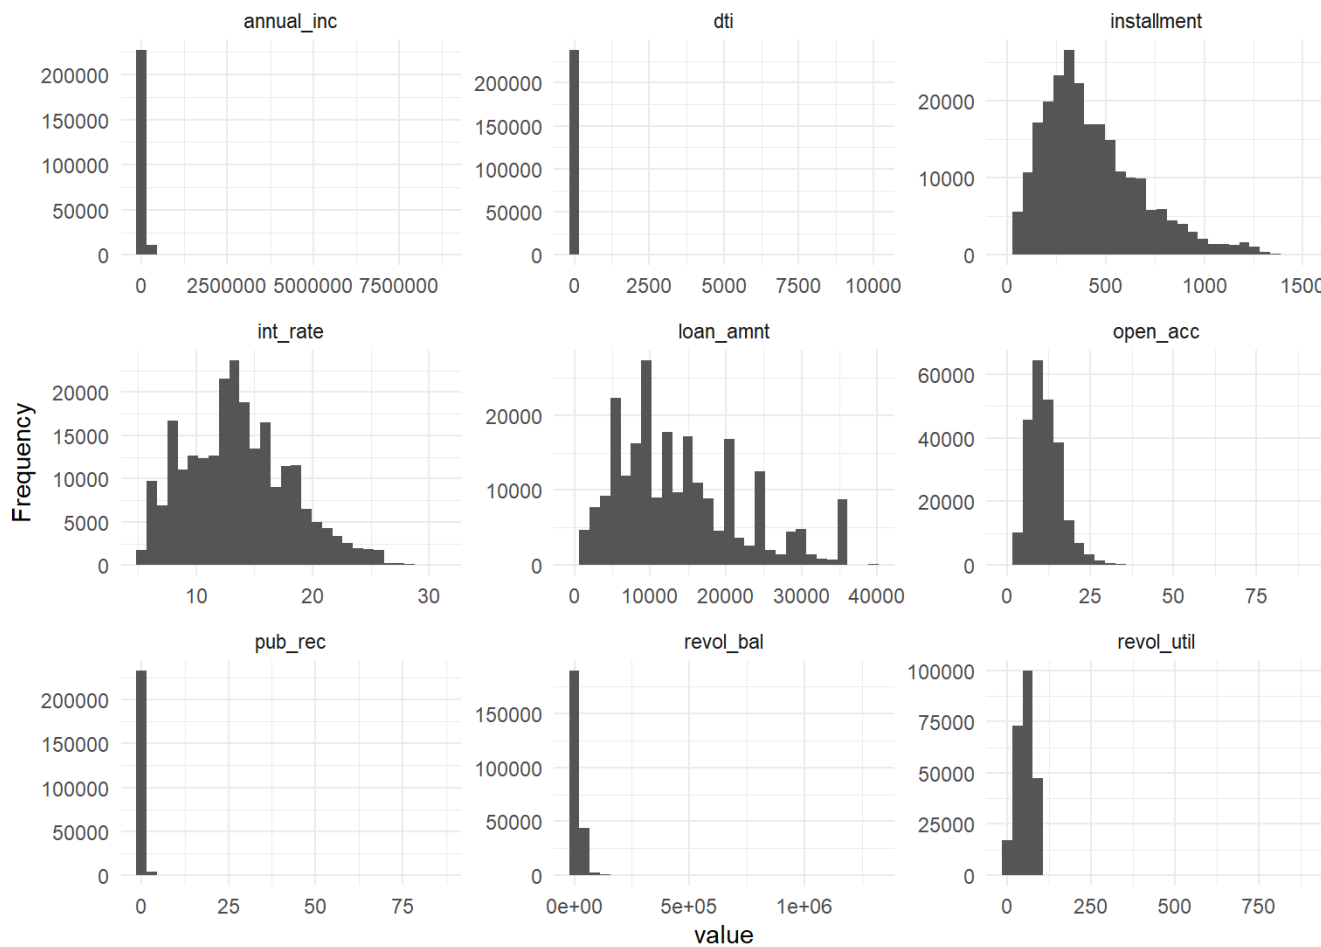 annual_inc dti installment
200000 150000 100000 50000 0
0 2500000 5000000 7500000
200000 150000 100000 50000 0
0 2500 5000 7500 10000
20000 10000 0
0 500 1000 1500
int_rate loan_amnt open_acc
Frequency
20000 15000 10000 5000 0
10 20 30
20000 10000 0
0 10000 20000 30000 40000
60000 40000 20000 0
0 25 50 75
pub_rec revol_bal revol_util
200000 150000 100000 50000 0
0 25 50 75
150000 100000 50000 0
0e+00 5e+05 1e+06
100000 75000 50000 25000 0
0 250 500 750
value